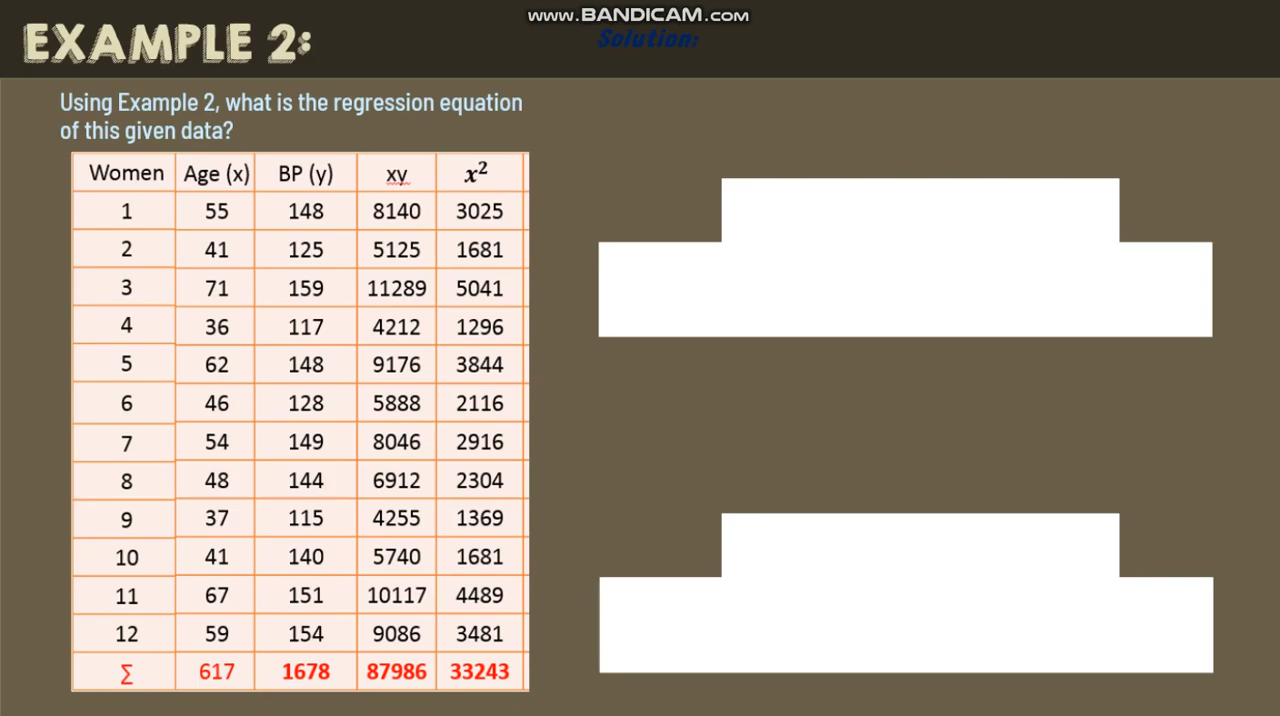 www.BANDICAM.com
EXAMPLE 2:
Solution:
Using Example 2, what is the regression equation
of this given data?
Women Age (x) BP (y) xy x²
1 55 148 8140 3025
2 41 125 5125 1681
3 71 159 11289 5041
4 36 117 4212 1296
5 62 148 9176 3844
6 46 128 5888 2116
7 54 149 8046 2916
8 48 144 6912 2304
9 37 115 4255 1369
10 41 140 5740 1681
11 67 151 10117 4489
12 59 154 9086 3481
∑ 617 1678 87986 33243